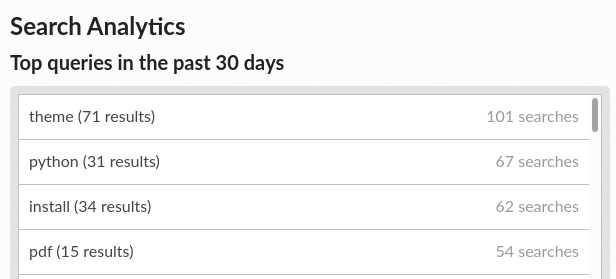 Search Analytics
Top queries in the past 30 days
theme (71 results) 101 searches
python (31 results) 67 searches
install (34 results) 62 searches
pdf (15 results) 54 searches